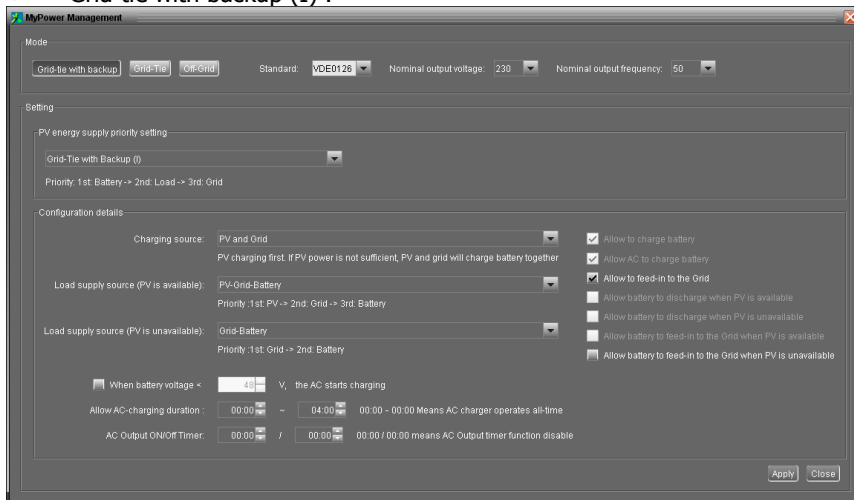 Grid-tie with backup (I) :
MyPower Management
Mode
Grid-tie with backup Grid-Tie Off-Grid Standard: VDE0126 Nominal output voltage: 230 Nominal output frequency: 50
Setting
PV energy supply priority setting
Grid-Tie with Backup (I)
Priority: 1st: Battery -> 2nd: Load -> 3rd: Grid
Configuration details
Charging source: PV and Grid Allow to charge battery
PV charging first. If PV power is not sufficient, PV and grid will charge battery together Allow AC to charge battery
Allow to feed-in to the Grid
Load supply source (PV is available): PV-Grid-Battery Allow battery to discharge when PV is available
Priority :1st: PV -> 2nd: Grid -> 3rd: Battery Allow battery to discharge when PV is unavailable
Load supply source (PV is unavailable): Grid-Battery Allow battery to feed-in to the Grid when PV is available
Priority :1st: Grid -> 2nd: Battery Allow battery to feed-in to the Grid when PV is unavailable
When battery voltage < 48 V, the AC starts charging
Allow AC-charging duration : 00:00 ~ 04:00 00:00 - 00:00 Means AC charger operates all-time
AC Output ON/Off Timer: 00:00 / 00:00 00:00 / 00:00 means AC Output timer function disable
Apply Close